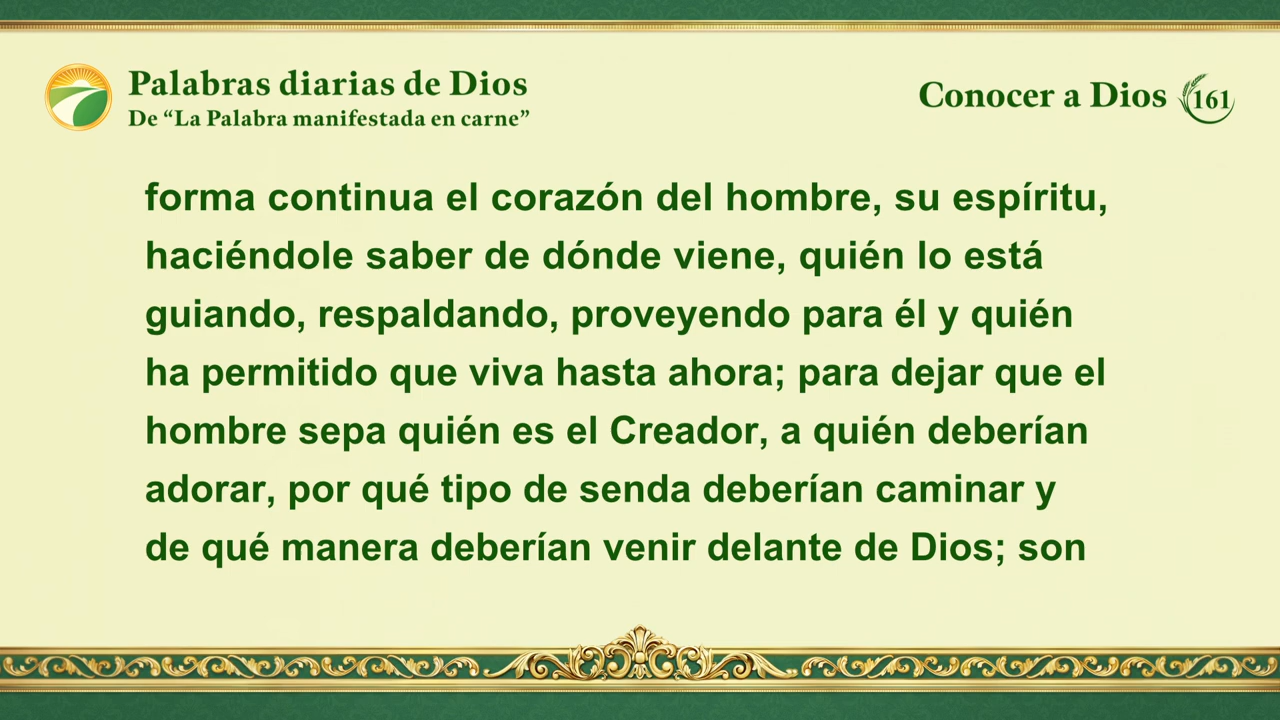 Palabras diarias de Dios
De “La Palabra manifestada en carne”
Conocer a Dios 161
forma continua el corazón del hombre, su espíritu,
haciéndole saber de dónde viene, quién lo está
guiando, respaldando, proveyendo para él y quién
ha permitido que viva hasta ahora; para dejar que el
hombre sepa quién es el Creador, a quién deberían
adorar, por qué tipo de senda deberían caminar y
de qué manera deberían venir delante de Dios; son